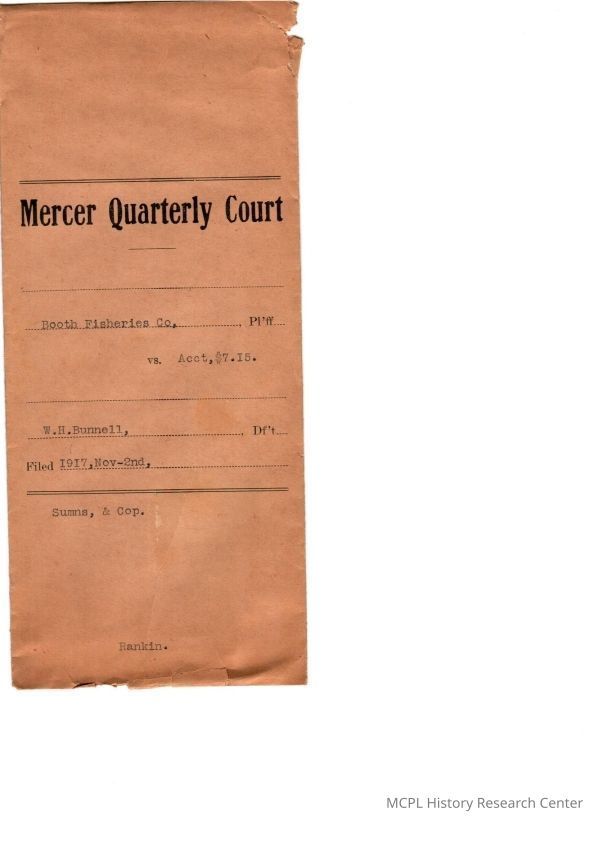 Mercer Quarterly Court
Booth Fisheries Co, , Pl'ff
vs. Acct,$7.15.
W.H.Bunnell, , Df't
Filed 1917,Nov-2nd,
Sumns, & Cop.
Rankin.
MCPL History Research Center